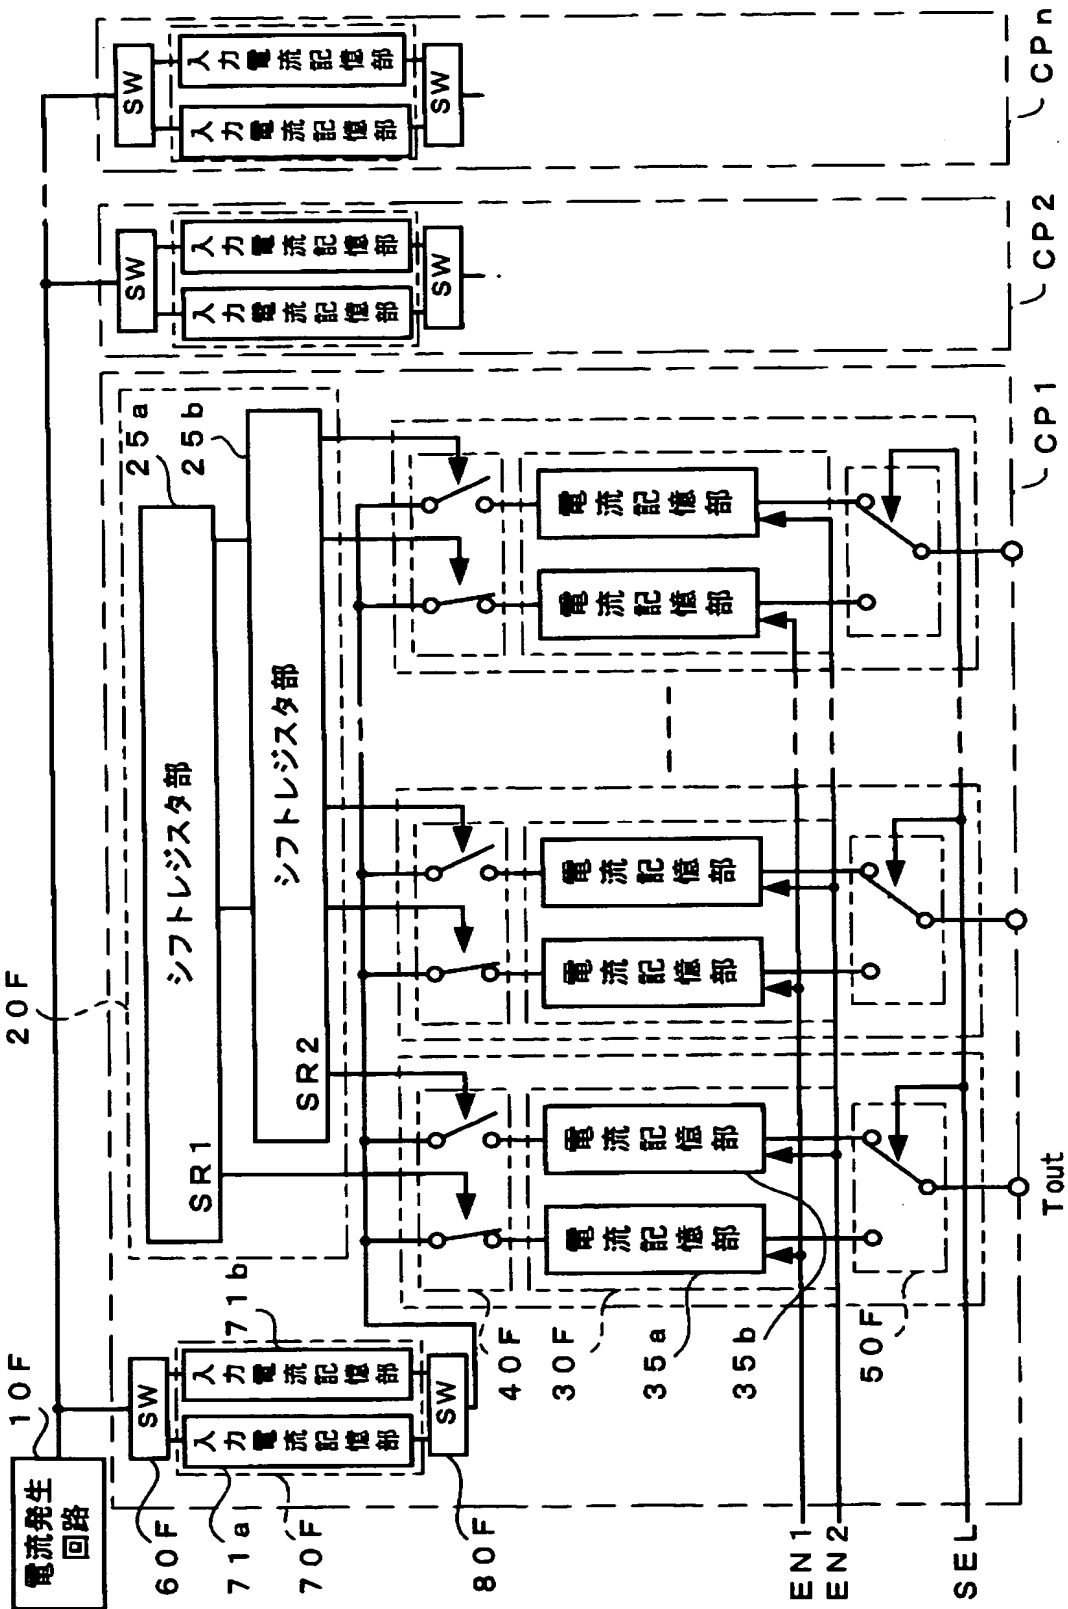 電流発生
回路
10F
20F
60F
SW
71a
入力電流記憶部
入力電流記憶部
71b
70F
SW
80F
シフトレジスタ部
SR1
25a
シフトレジスタ部
SR2
25b
40F
30F
35a
35b
50F
電流記憶部
電流記憶部
電流記憶部
電流記憶部
電流記憶部
電流記憶部
EN1
EN2
SEL
Tout
CP1
SW
入力電流記憶部
入力電流記憶部
SW
CP2
SW
入力電流記憶部
入力電流記憶部
SW
CPn